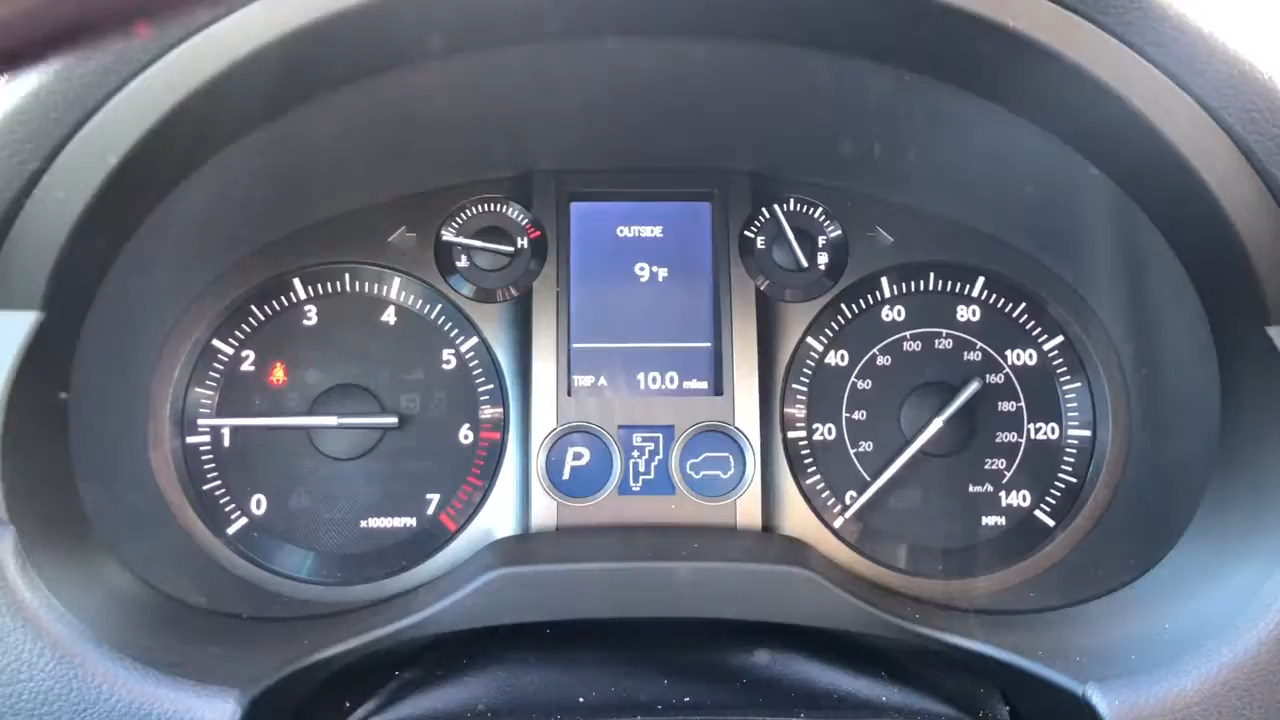 OUTSIDE
9°F
TRIP A 10.0 miles
P
H
E F
0 1 2 3 4 5 6 7
x1000RPM
0 20 40 60 80 100 120 140
MPH
20 40 60 80 100 120 140 160 180 200 220
km/h
+